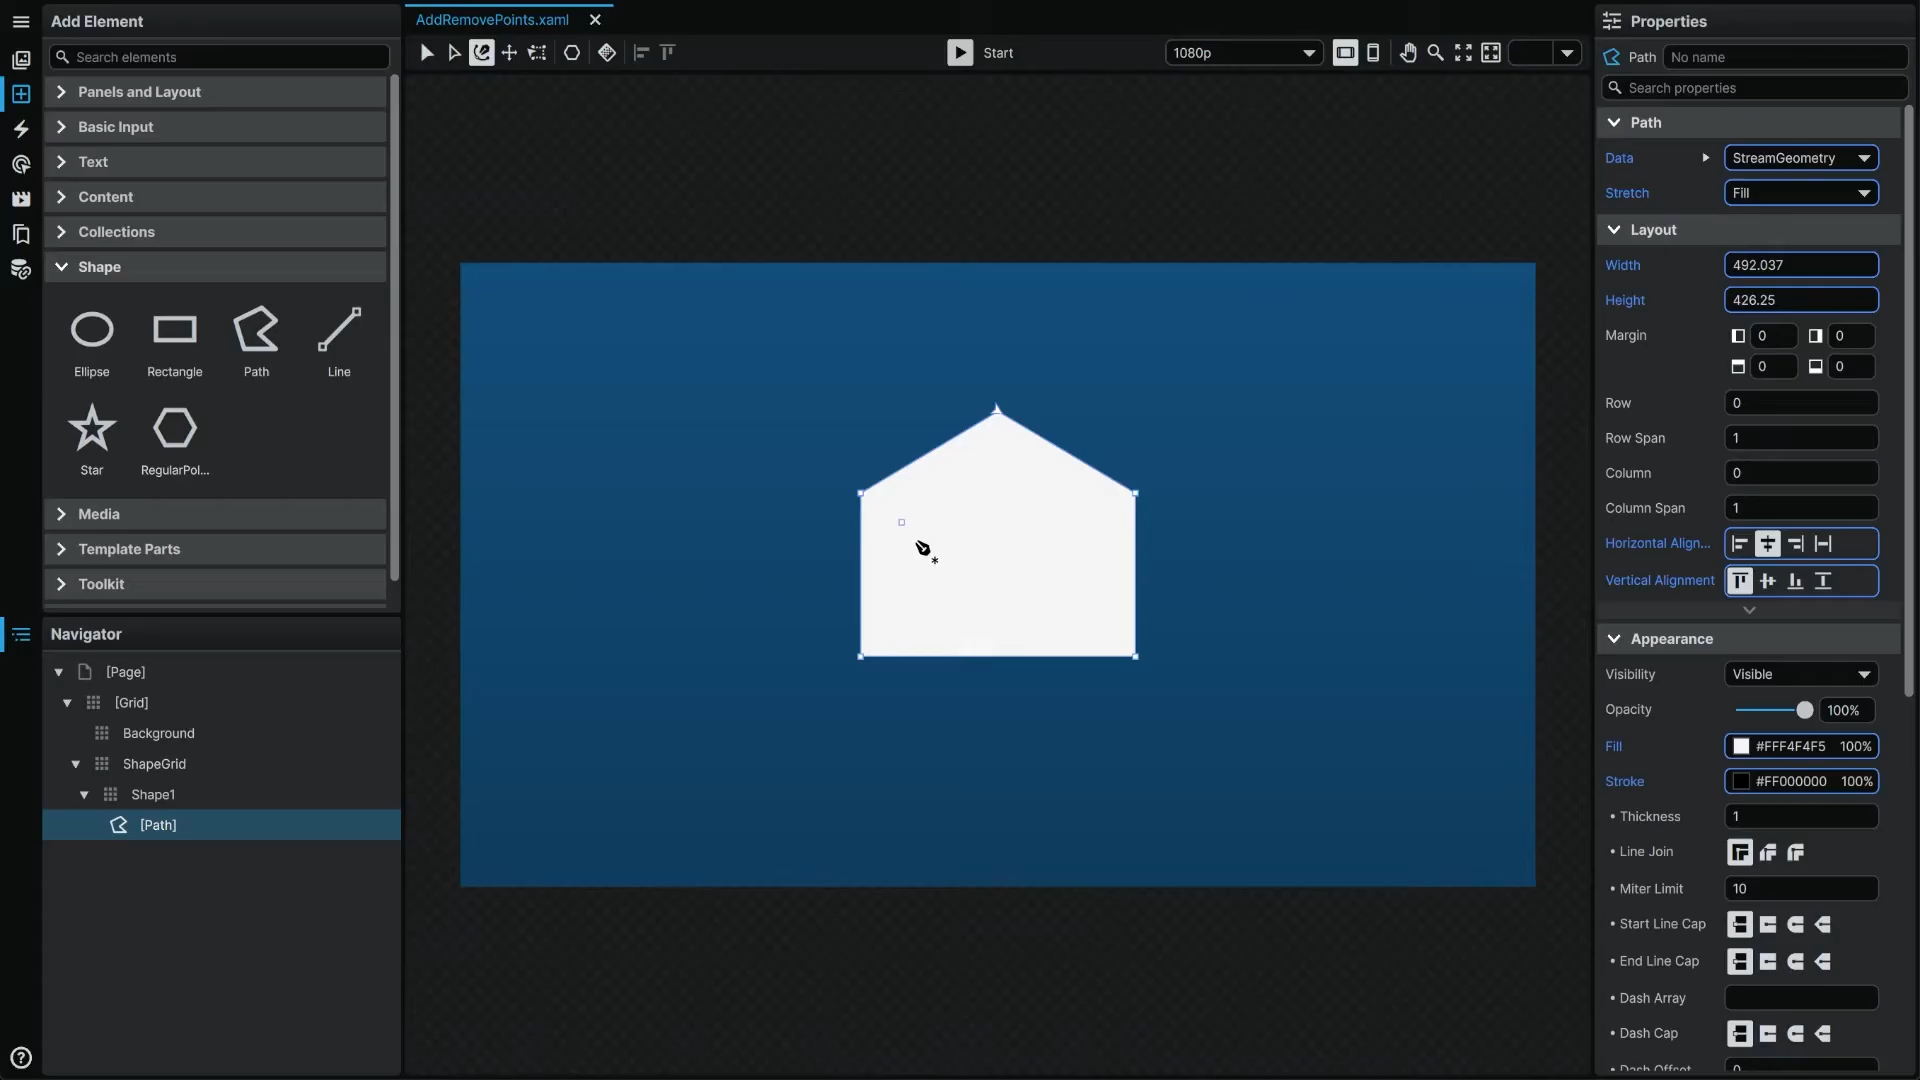 Add Element
Search elements
Panels and Layout
Basic Input
Text
Content
Collections
Shape
Ellipse
Rectangle
Path
Line
Star
RegularPol...
Media
Template Parts
Toolkit
Navigator
[Page]
[Grid]
Background
ShapeGrid
Shape1
[Path]
AddRemovePoints.xaml
Start
1080p
Properties
Path No name
Search properties
Path
Data StreamGeometry
Stretch Fill
Layout
Width 492.037
Height 426.25
Margin 0 0
0 0
Row 0
Row Span 1
Column 0
Column Span 1
Horizontal Align...
Vertical Alignment
Appearance
Visibility Visible
Opacity 100%
Fill #FFF4F4F5 100%
Stroke #FF000000 100%
• Thickness 1
• Line Join
• Miter Limit 10
• Start Line Cap
• End Line Cap
• Dash Array
• Dash Cap
• Dash Offset 0